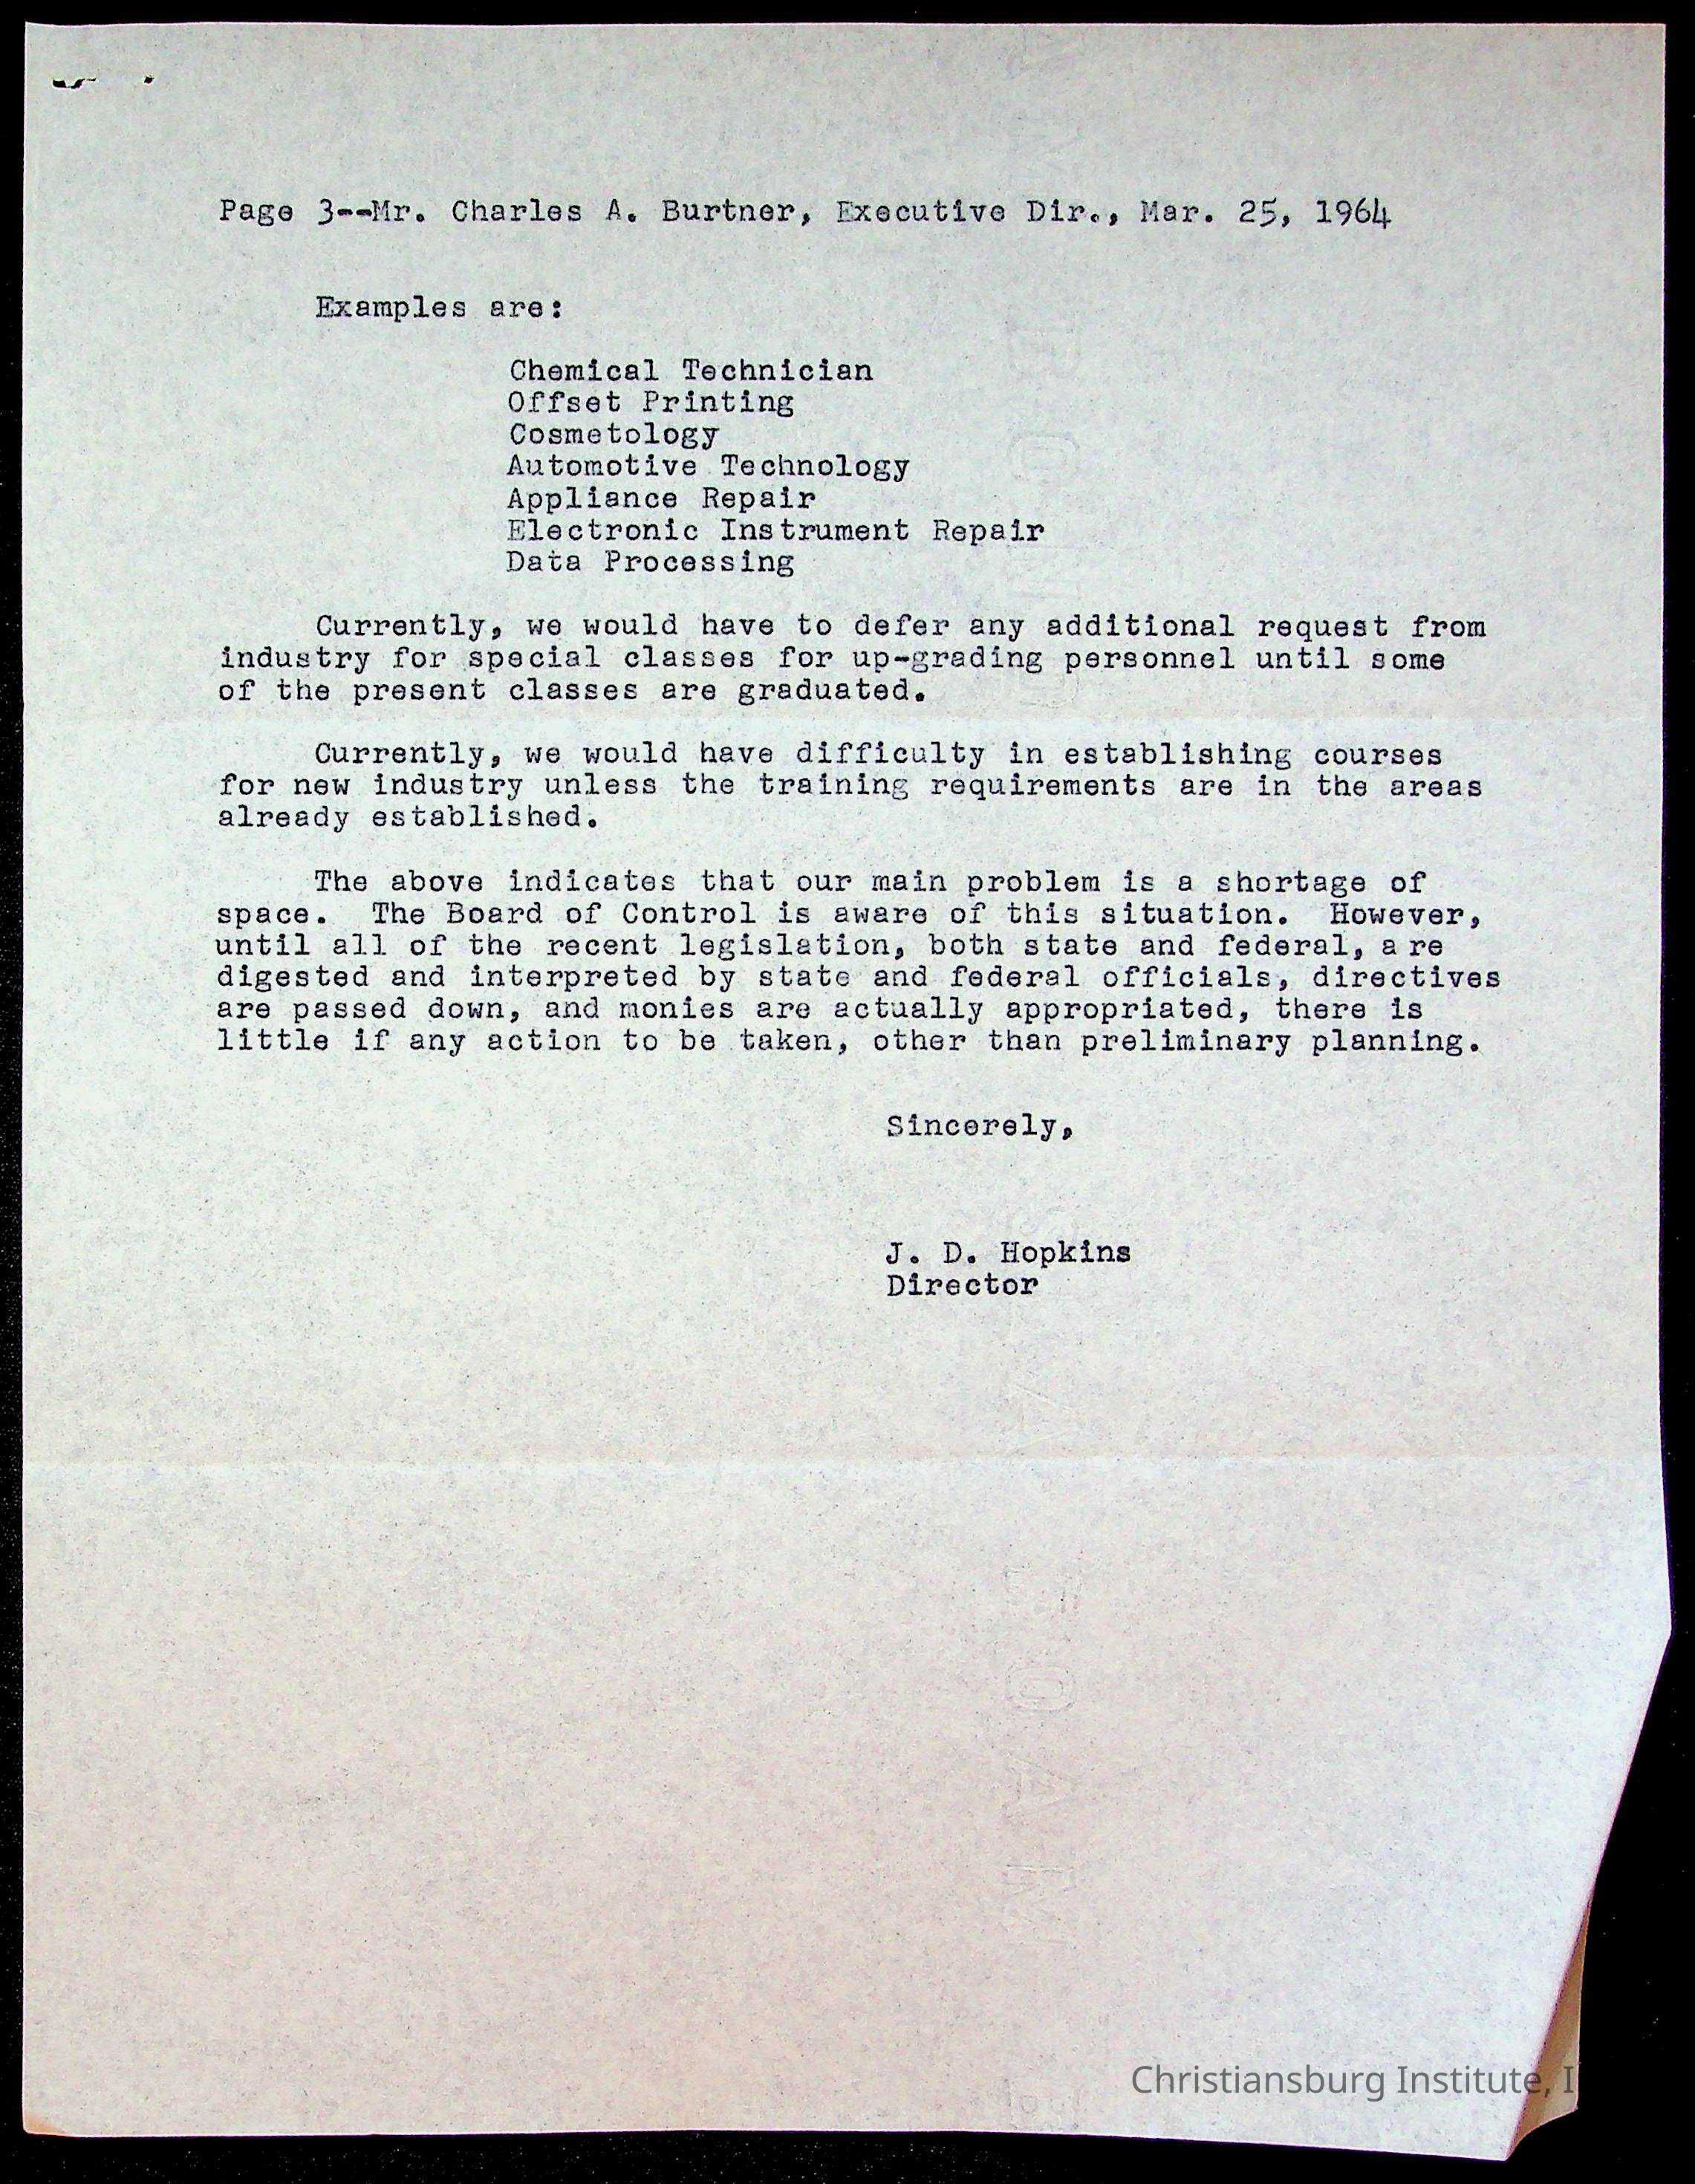 Page 3--Mr. Charles A. Burtner, Executive Dir., Mar. 25, 1964
Examples are:
Chemical Technician
Offset Printing
Cosmetology
Automotive Technology
Appliance Repair
Electronic Instrument Repair
Data Processing
Currently, we would have to defer any additional request from
industry for special classes for up-grading personnel until some
of the present classes are graduated.
Currently, we would have difficulty in establishing courses
for new industry unless the training requirements are in the areas
already established.
The above indicates that our main problem is a shortage of
space. The Board of Control is aware of this situation. However,
until all of the recent legislation, both state and federal, are
digested and interpreted by state and federal officials, directives
are passed down, and monies are actually appropriated, there is
little if any action to be taken, other than preliminary planning.
Sincerely,
J. D. Hopkins
Director
Christiansburg Institute, I